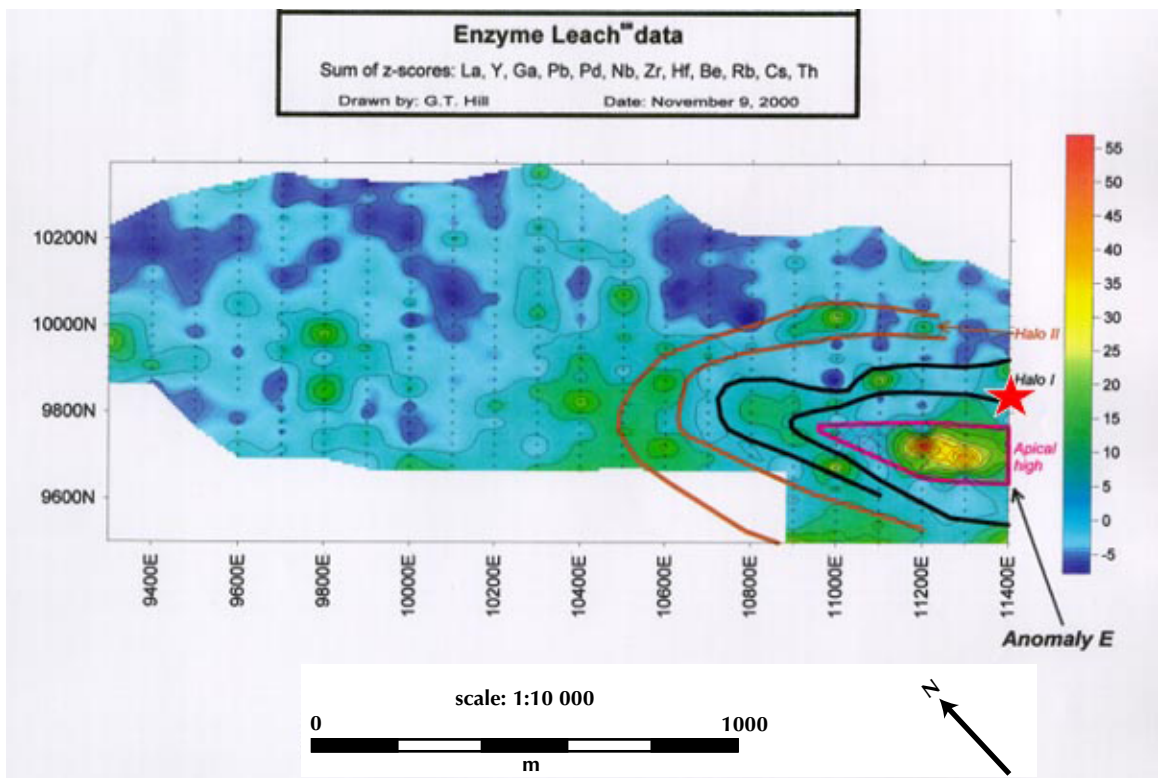 Enzyme Leach℠ data
Sum of z-scores: La, Y, Ga, Pb, Pd, Nb, Zr, Hf, Be, Rb, Cs, Th
Drawn by: G.T. Hill Date: November 9, 2000
10200N
10000N
9800N
9600N
9400E
9600E
9800E
10000E
10200E
10400E
10600E
10800E
11000E
11200E
11400E
Halo II
Halo I
Apical
high
Anomaly E
55
50
45
40
35
30
25
20
15
10
5
0
-5
scale: 1:10 000
0 1000
m
N